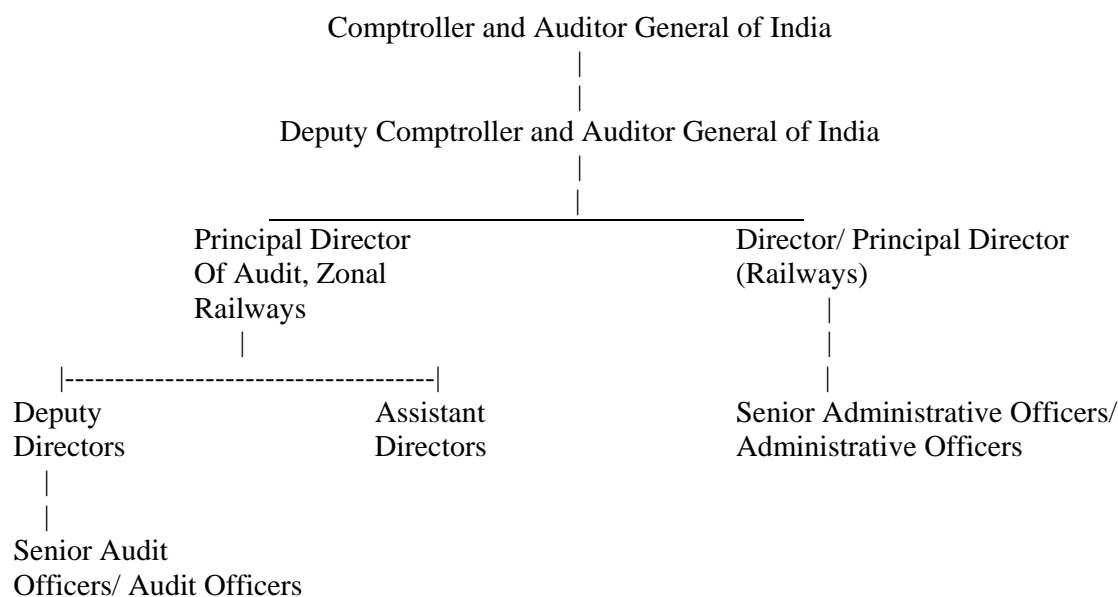 Comptroller and Auditor General of India
Deputy Comptroller and Auditor General of India
Principal Director
Of Audit, Zonal
Railways
Director/ Principal Director
(Railways)
Deputy
Directors
Assistant
Directors
Senior Administrative Officers/
Administrative Officers
Senior Audit
Officers/ Audit Officers